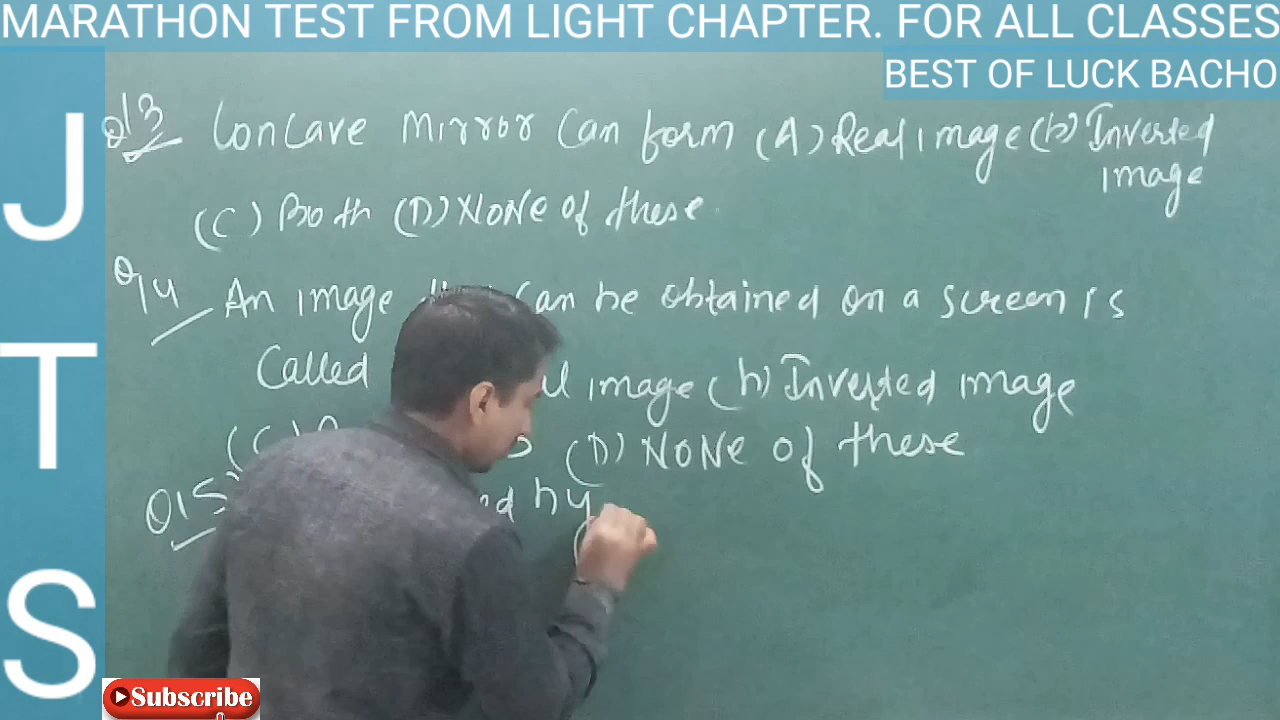 MARATHON TEST FROM LIGHT CHAPTER. FOR ALL CLASSES
BEST OF LUCK BACHO
J
T
S
Q13 Concave Mirror Can form (A) Real image (b) Inverted
image
(C) Both (D) NONE of these.
Q14 An image can be obtained on a screen is
Called image (b) Inverted image
(C) (D) NONE of these
Q15 by
Subscribe